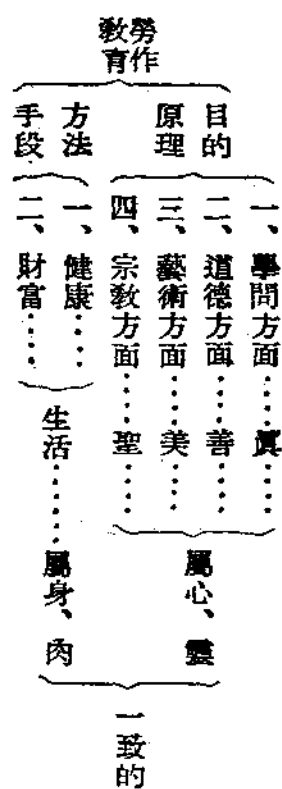 勞作
教育
目的
原理
一、學問方面……眞
二、道德方面……善
三、藝術方面……美
四、宗教方面……聖
屬心、靈
方法
手段
一、健康……
二、財富……
生活………屬身、肉
一致的